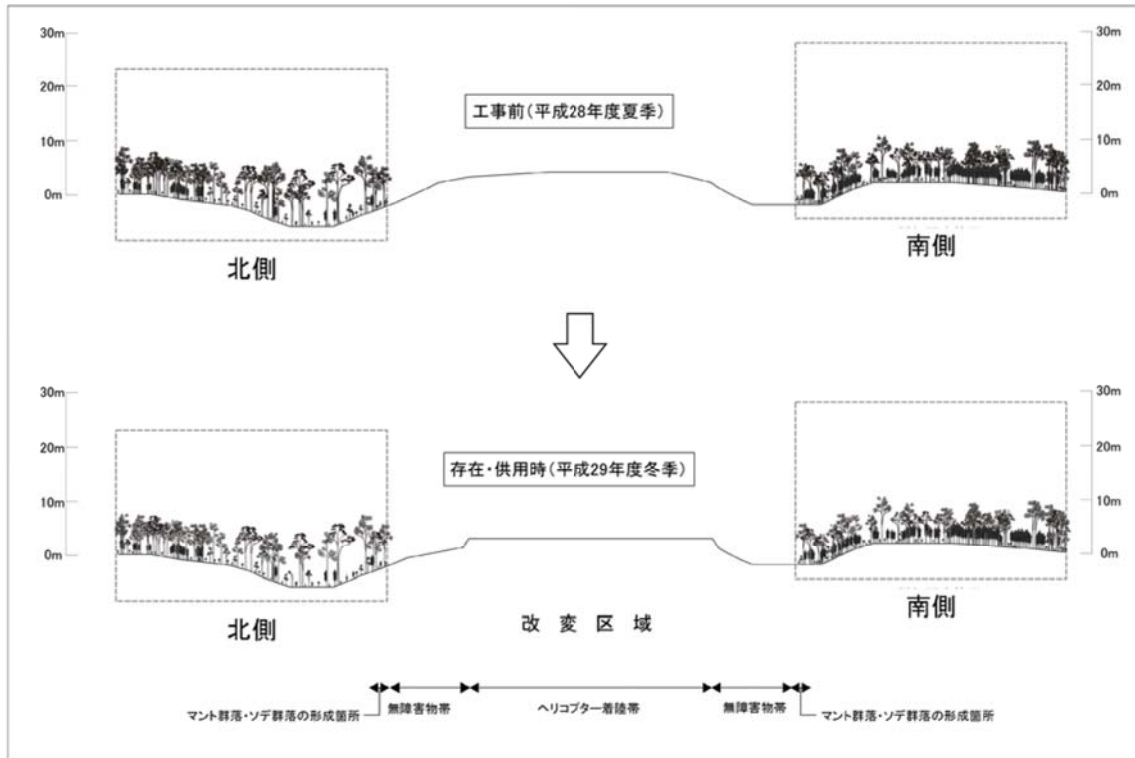 30m
20m
10m
0m
工事前(平成28年度夏季)
30m
20m
10m
0m
北側
南側
30m
20m
10m
0m
存在・供用時(平成29年度冬季)
30m
20m
10m
0m
北側
改変区域
南側
マント群落・ソデ群落の形成箇所
無障害物帯
ヘリコプター着陸帯
無障害物帯
マント群落・ソデ群落の形成箇所